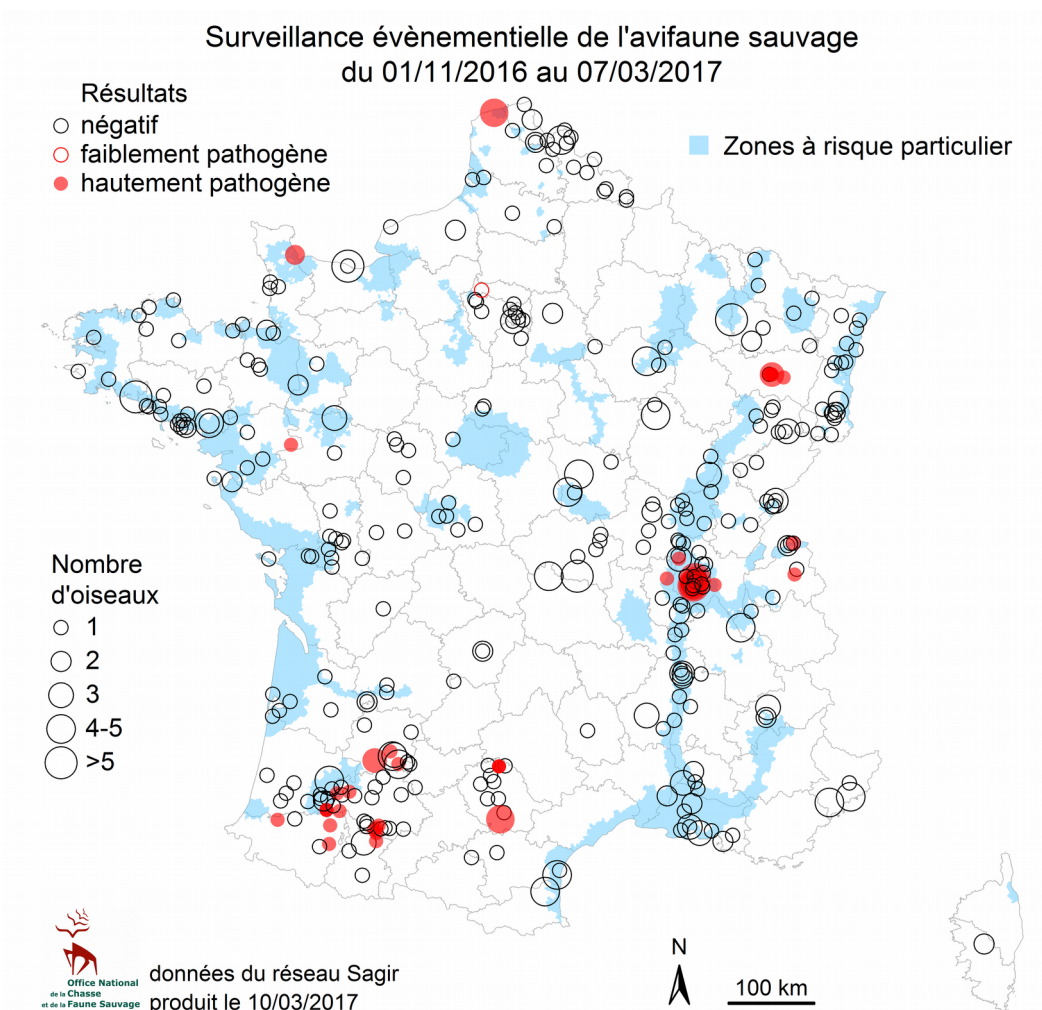 Surveillance évènementielle de l'avifaune sauvage
du 01/11/2016 au 07/03/2017
Résultats
négatif
faiblement pathogène
hautement pathogène
Zones à risque particulier
Nombre
d'oiseaux
1
2
3
4-5
>5
Office National
de la Chasse
et de la Faune Sauvage
données du réseau Sagir
produit le 10/03/2017
N
100 km